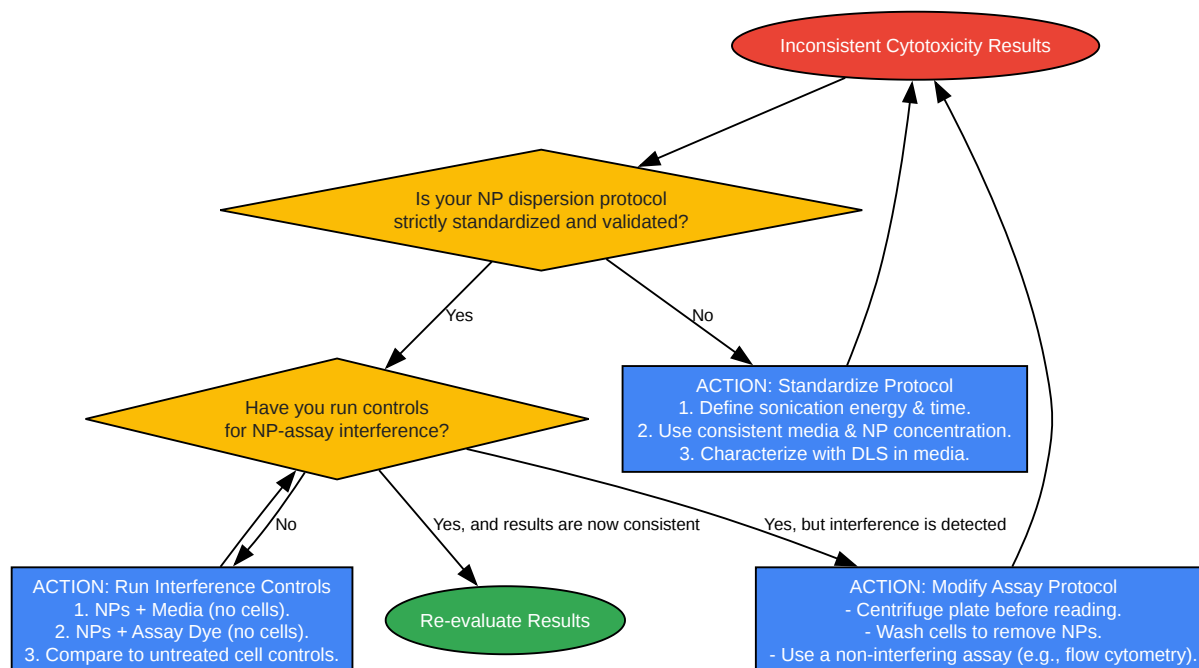 Inconsistent Cytotoxicity Results
Is your NP dispersion protocol
strictly standardized and validated?
Yes
No
Have you run controls
for NP-assay interference?
ACTION: Standardize Protocol
1. Define sonication energy & time.
2. Use consistent media & NP concentration.
3. Characterize with DLS in media.
No
Yes, and results are now consistent
Yes, but interference is detected
ACTION: Run Interference Controls
1. NPs + Media (no cells).
2. NPs + Assay Dye (no cells).
3. Compare to untreated cell controls.
Re-evaluate Results
ACTION: Modify Assay Protocol
- Centrifuge plate before reading.
- Wash cells to remove NPs.
- Use a non-interfering assay (e.g., flow cytometry).